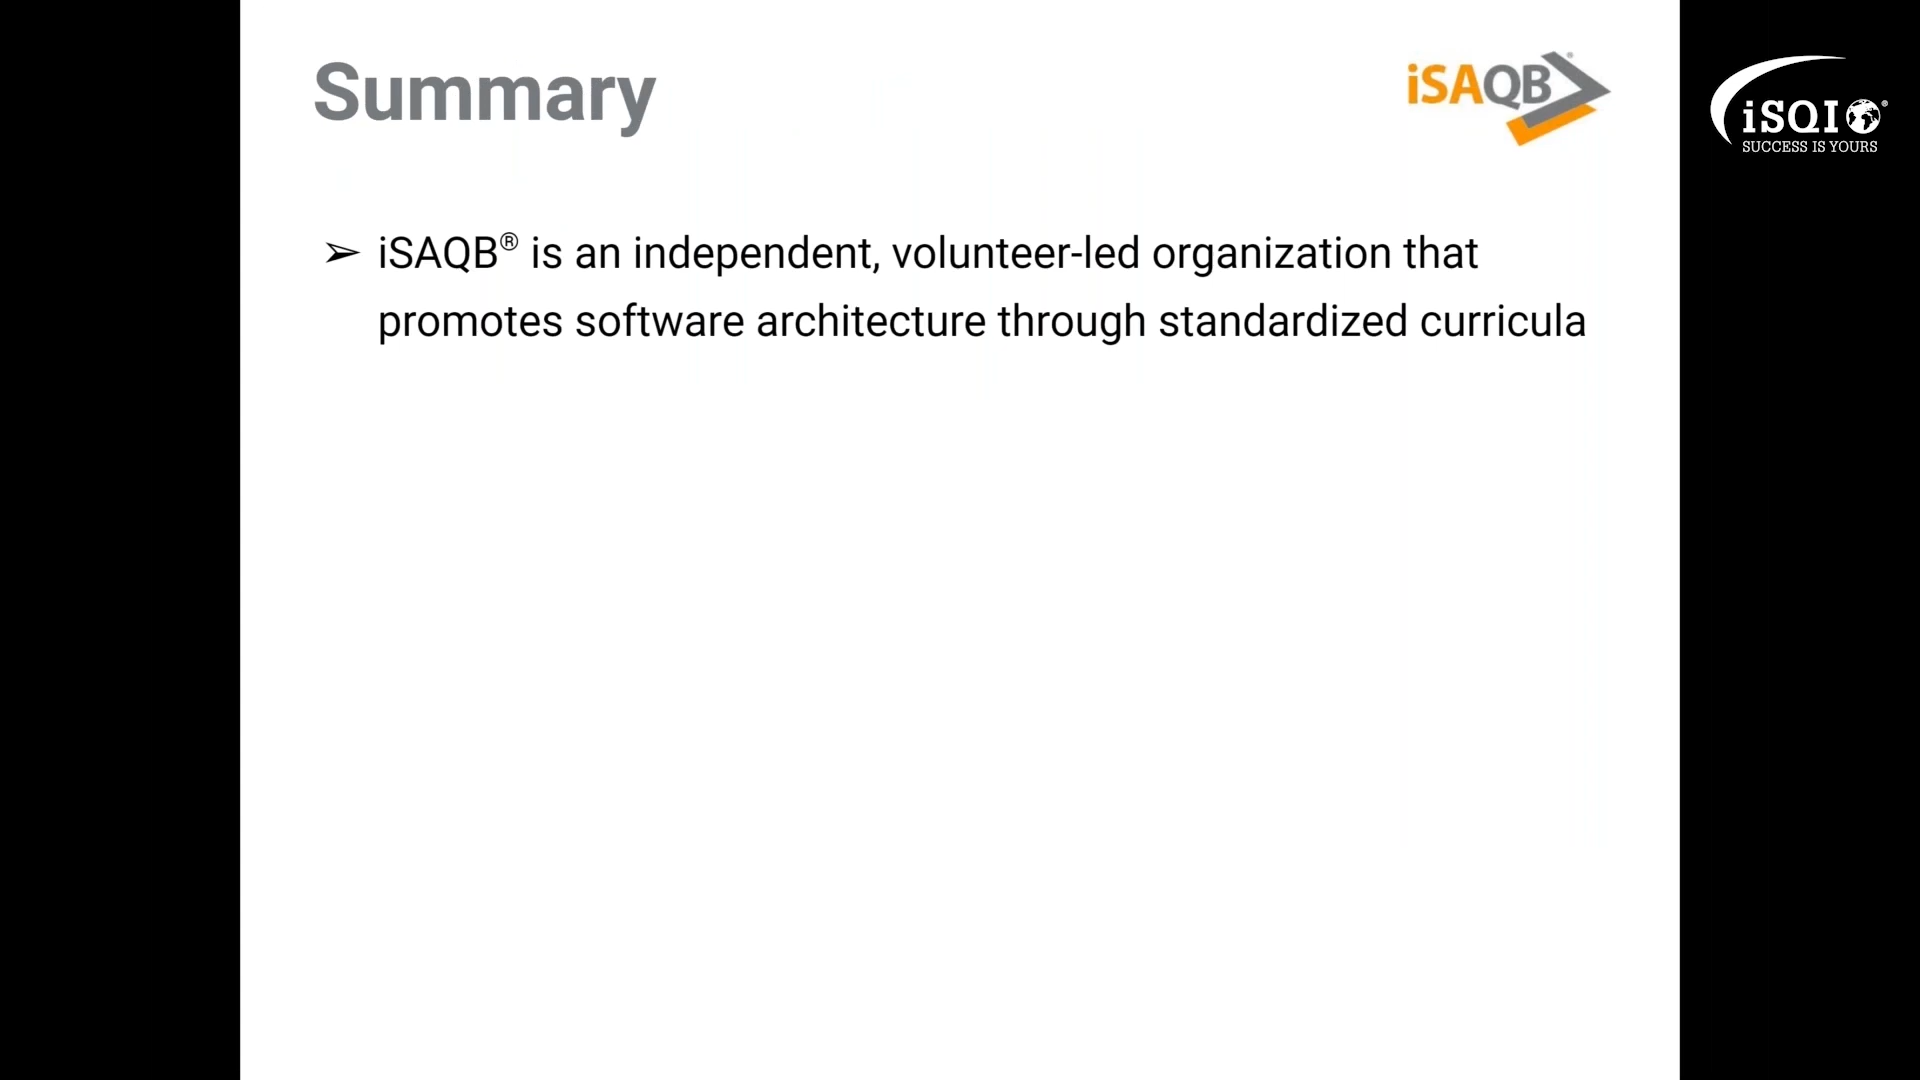 Summary
iSAQB
iSQI®
SUCCESS IS YOURS
➢ iSAQB® is an independent, volunteer-led organization that
promotes software architecture through standardized curricula